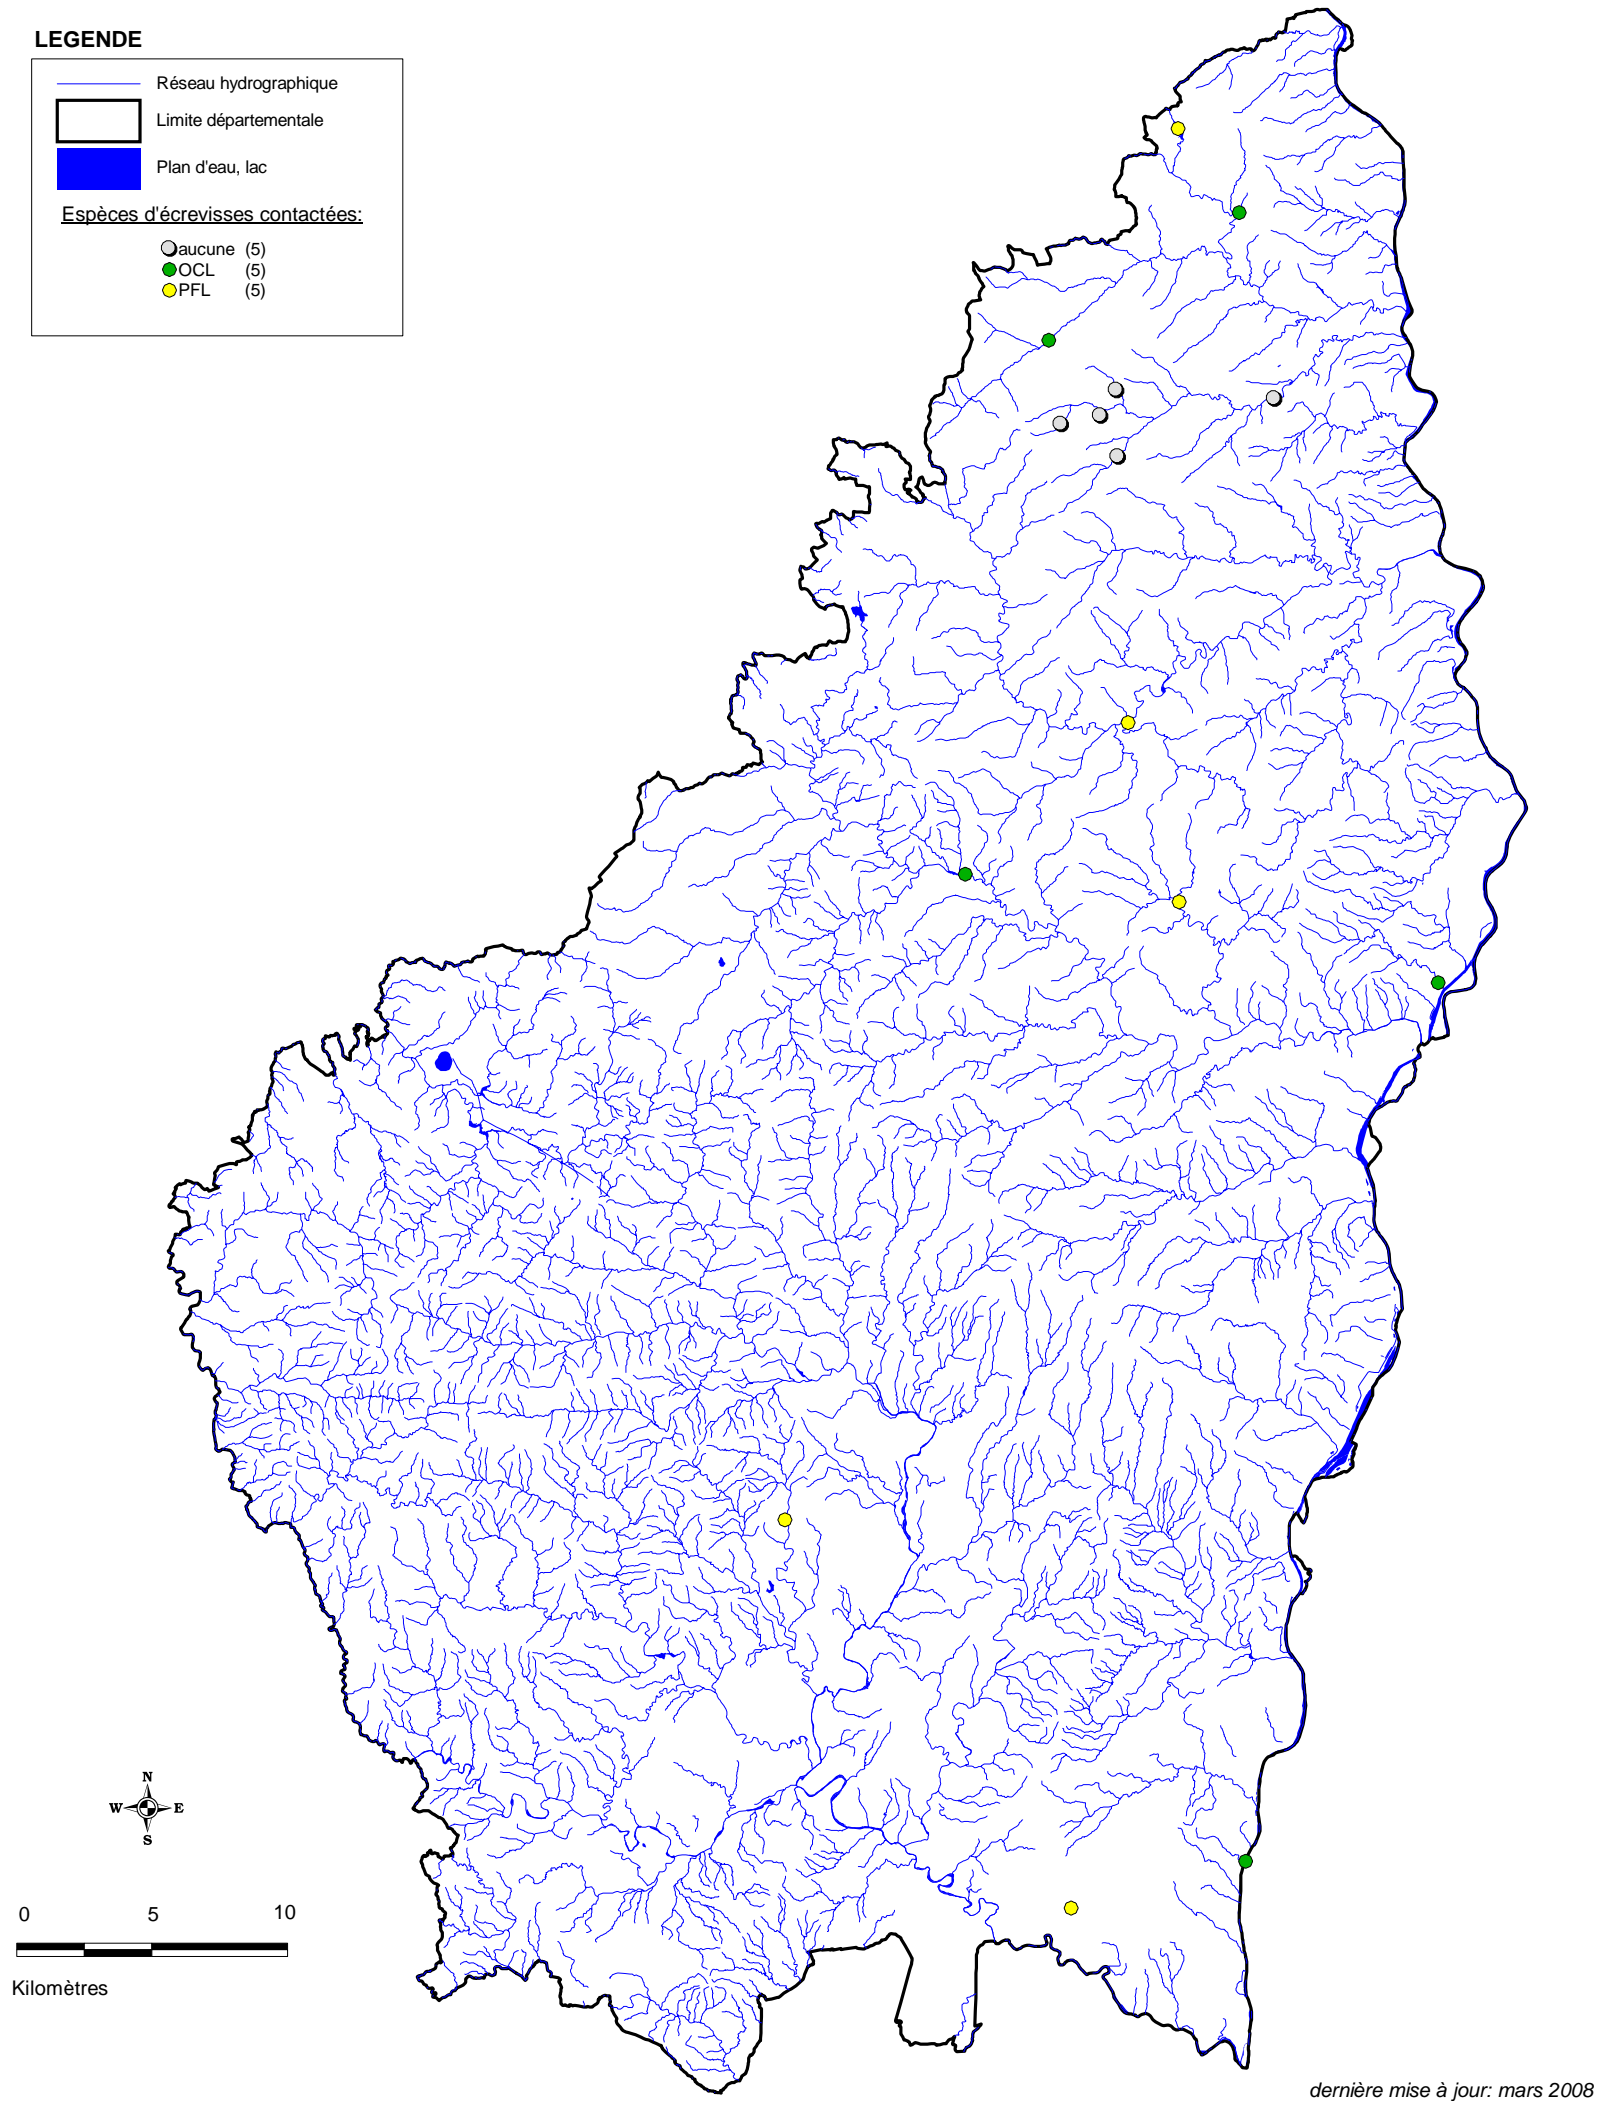 LEGENDE
Réseau hydrographique
Limite départementale
Plan d'eau, lac
Espèces d'écrevisses contactées:
aucune (5)
OCL (5)
PFL (5)
N
W E
S
0 5 10
Kilomètres
dernière mise à jour: mars 2008